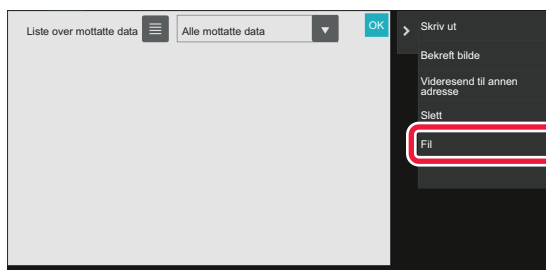 Liste over mottatte data
Alle mottatte data
OK
Skriv ut
Bekreft bilde
Videresend til annen
adresse
Slett
Fil